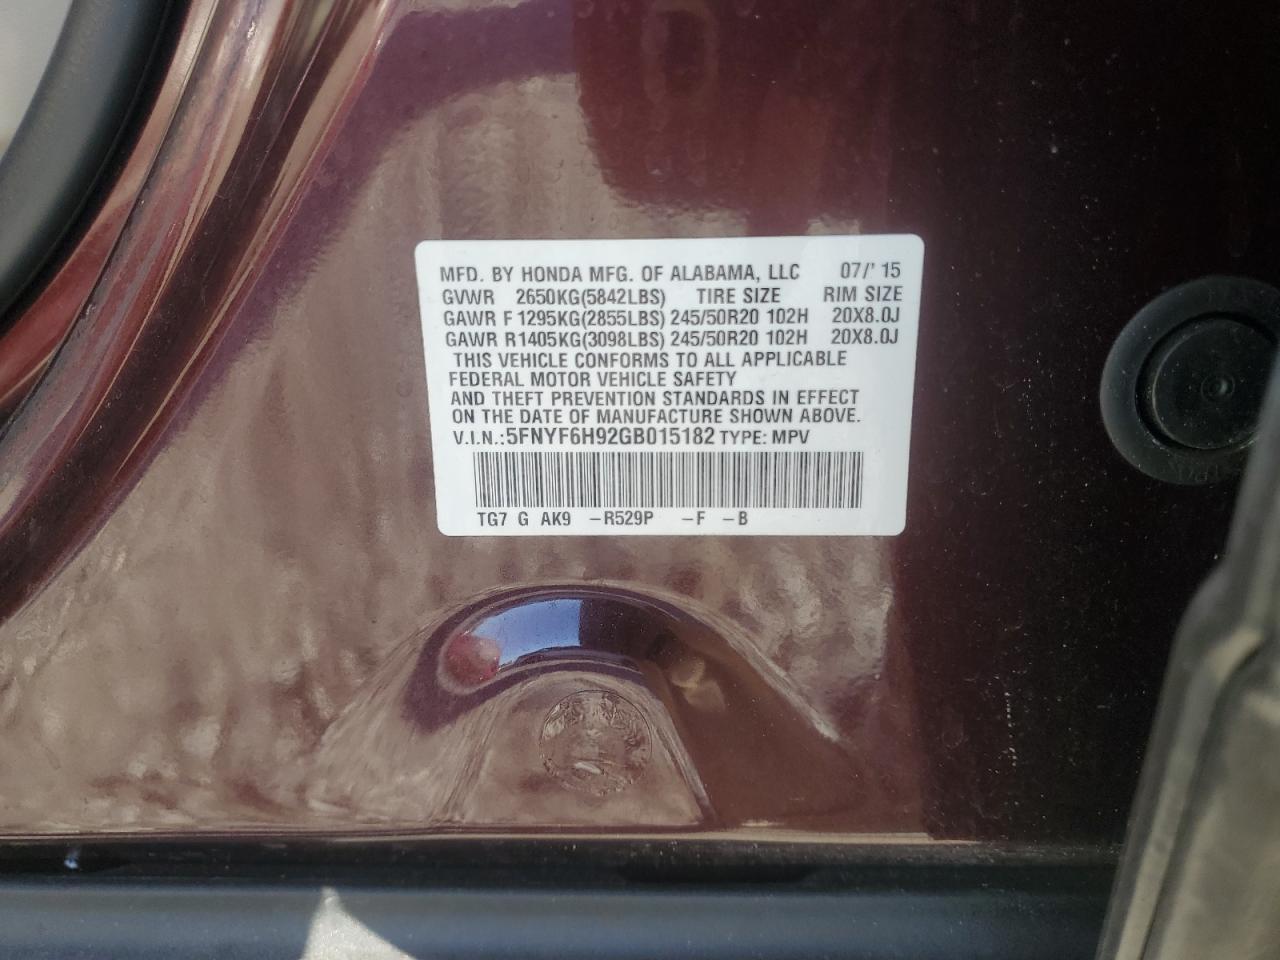 MFD. BY HONDA MFG. OF ALABAMA, LLC 07/' 15
GVWR 2650KG(5842LBS) TIRE SIZE RIM SIZE
GAWR F 1295KG(2855LBS) 245/50R20 102H 20X8.0J
GAWR R1405KG(3098LBS) 245/50R20 102H 20X8.0J
THIS VEHICLE CONFORMS TO ALL APPLICABLE
FEDERAL MOTOR VEHICLE SAFETY
AND THEFT PREVENTION STANDARDS IN EFFECT
ON THE DATE OF MANUFACTURE SHOWN ABOVE.
V.I.N.:5FNYF6H92GB015182 TYPE: MPV
TG7 G AK9 -R529P -F -B